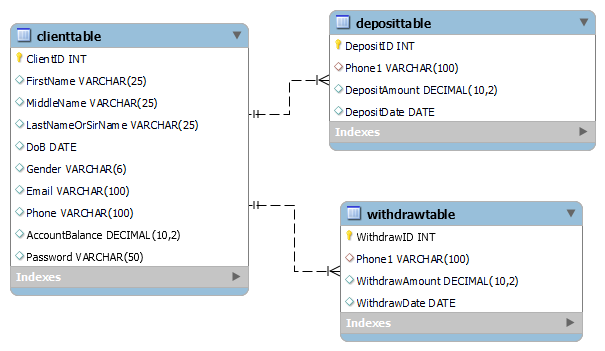 clienttable
ClientID INT
FirstName VARCHAR(25)
MiddleName VARCHAR(25)
LastNameOrSirName VARCHAR(25)
DoB DATE
Gender VARCHAR(6)
Email VARCHAR(100)
Phone VARCHAR(100)
AccountBalance DECIMAL(10,2)
Password VARCHAR(50)
Indexes
deposittable
DepositID INT
Phone1 VARCHAR(100)
DepositAmount DECIMAL(10,2)
DepositDate DATE
Indexes
withdrawtable
WithdrawID INT
Phone1 VARCHAR(100)
WithdrawAmount DECIMAL(10,2)
WithdrawDate DATE
Indexes